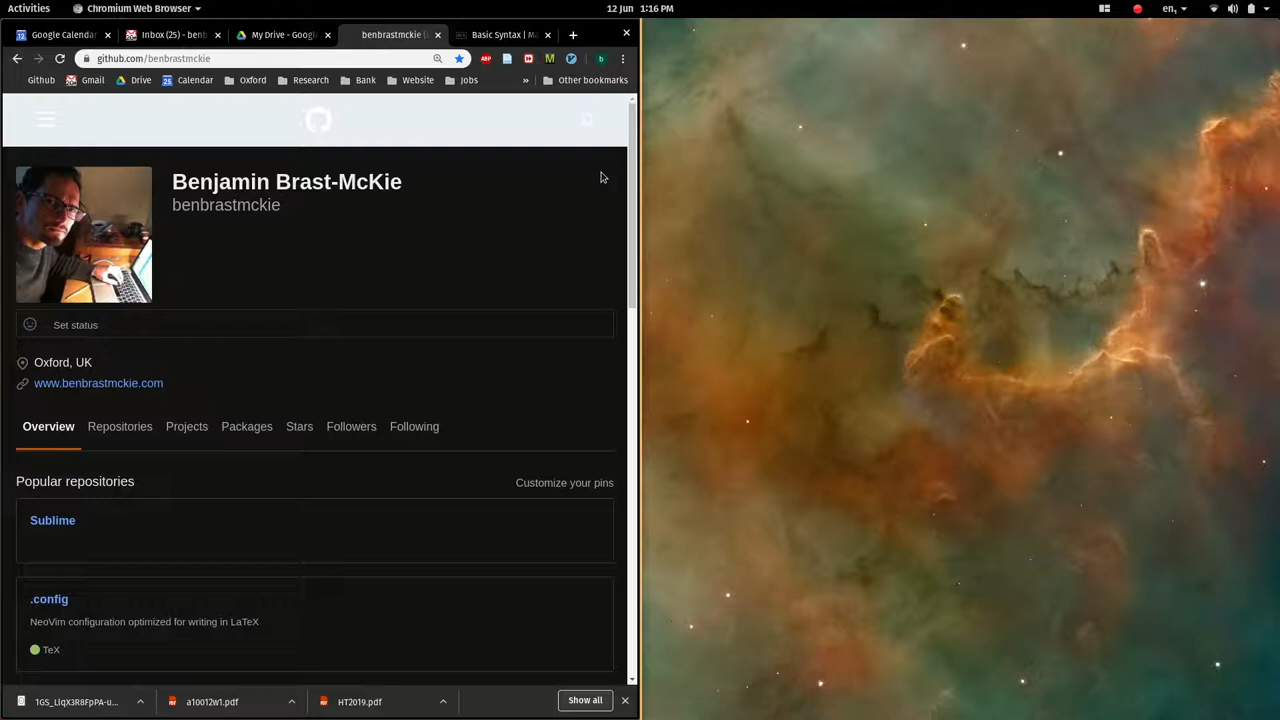 Activities Chromium Web Browser 12 Jun 1:16 PM en,
Google Calendar Inbox (25) - benb My Drive - Google benbrastmckie ( Basic Syntax | Ma
github.com/benbrastmckie ABP M b
Github Gmail Drive Calendar Oxford Research Bank Website Jobs » Other bookmarks
Benjamin Brast-McKie
benbrastmckie
Set status
Oxford, UK
www.benbrastmckie.com
Overview Repositories Projects Packages Stars Followers Following
Popular repositories Customize your pins
Sublime
.config
NeoVim configuration optimized for writing in LaTeX
TeX
a10012w1.pdf HT2019.pdf Show all